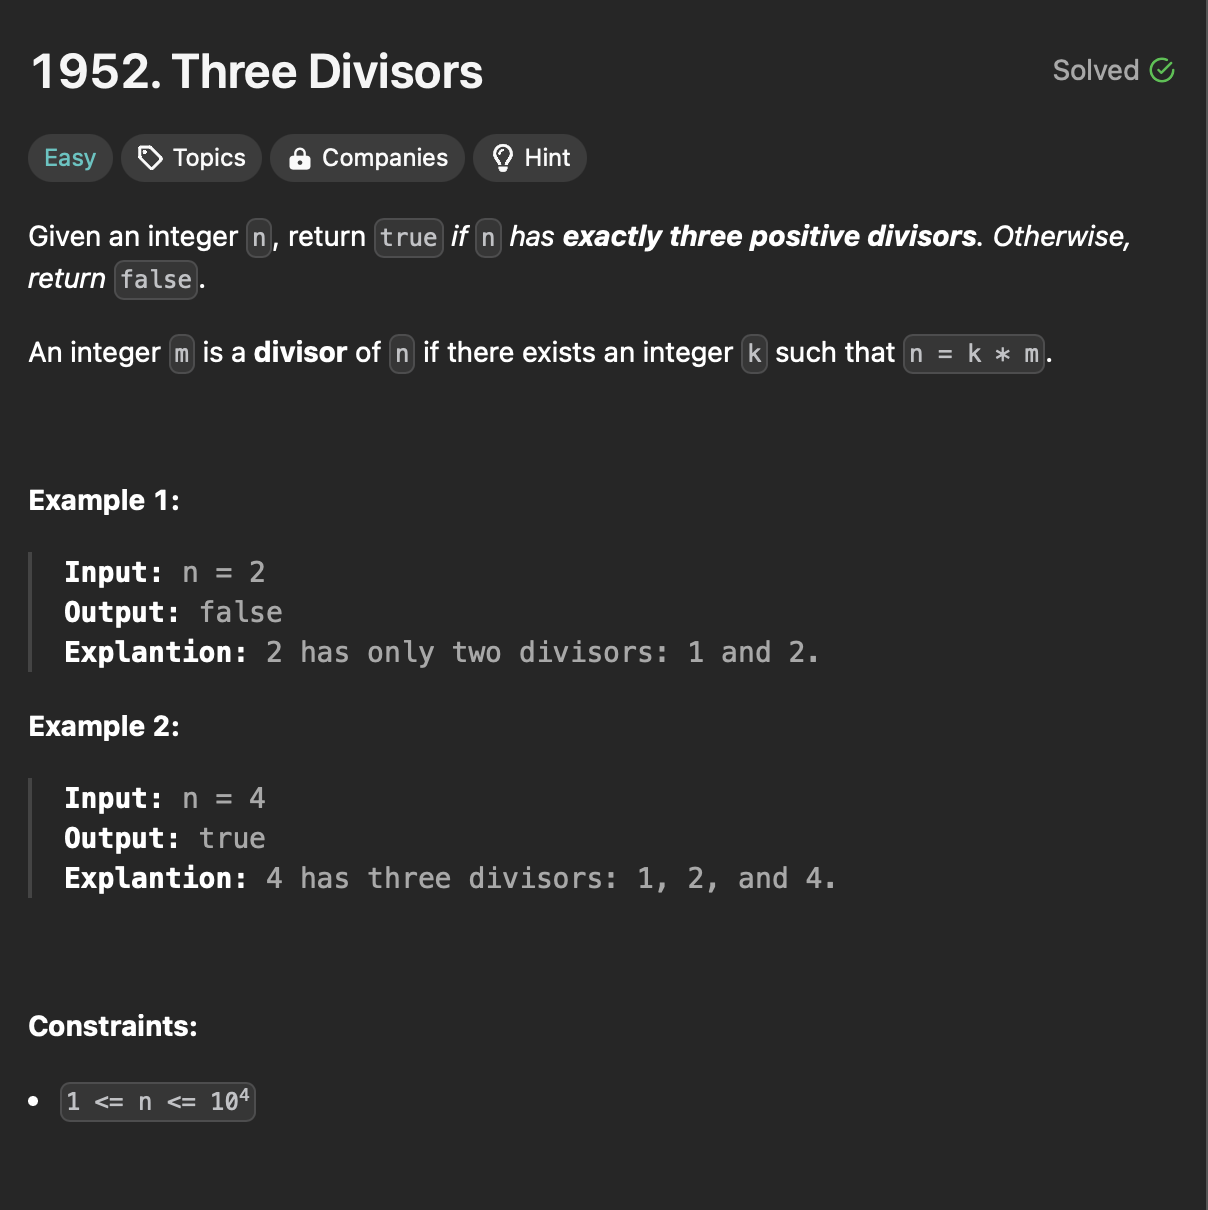 1952. Three Divisors
Solved
Easy
Topics
Companies
Hint
Given an integer n, return true if n has exactly three positive divisors. Otherwise,
return false.
An integer m is a divisor of n if there exists an integer k such that n = k * m.
Example 1:
Input: n = 2
Output: false
Explantion: 2 has only two divisors: 1 and 2.
Example 2:
Input: n = 4
Output: true
Explantion: 4 has three divisors: 1, 2, and 4.
Constraints:
• 1 <= n <= 10⁴